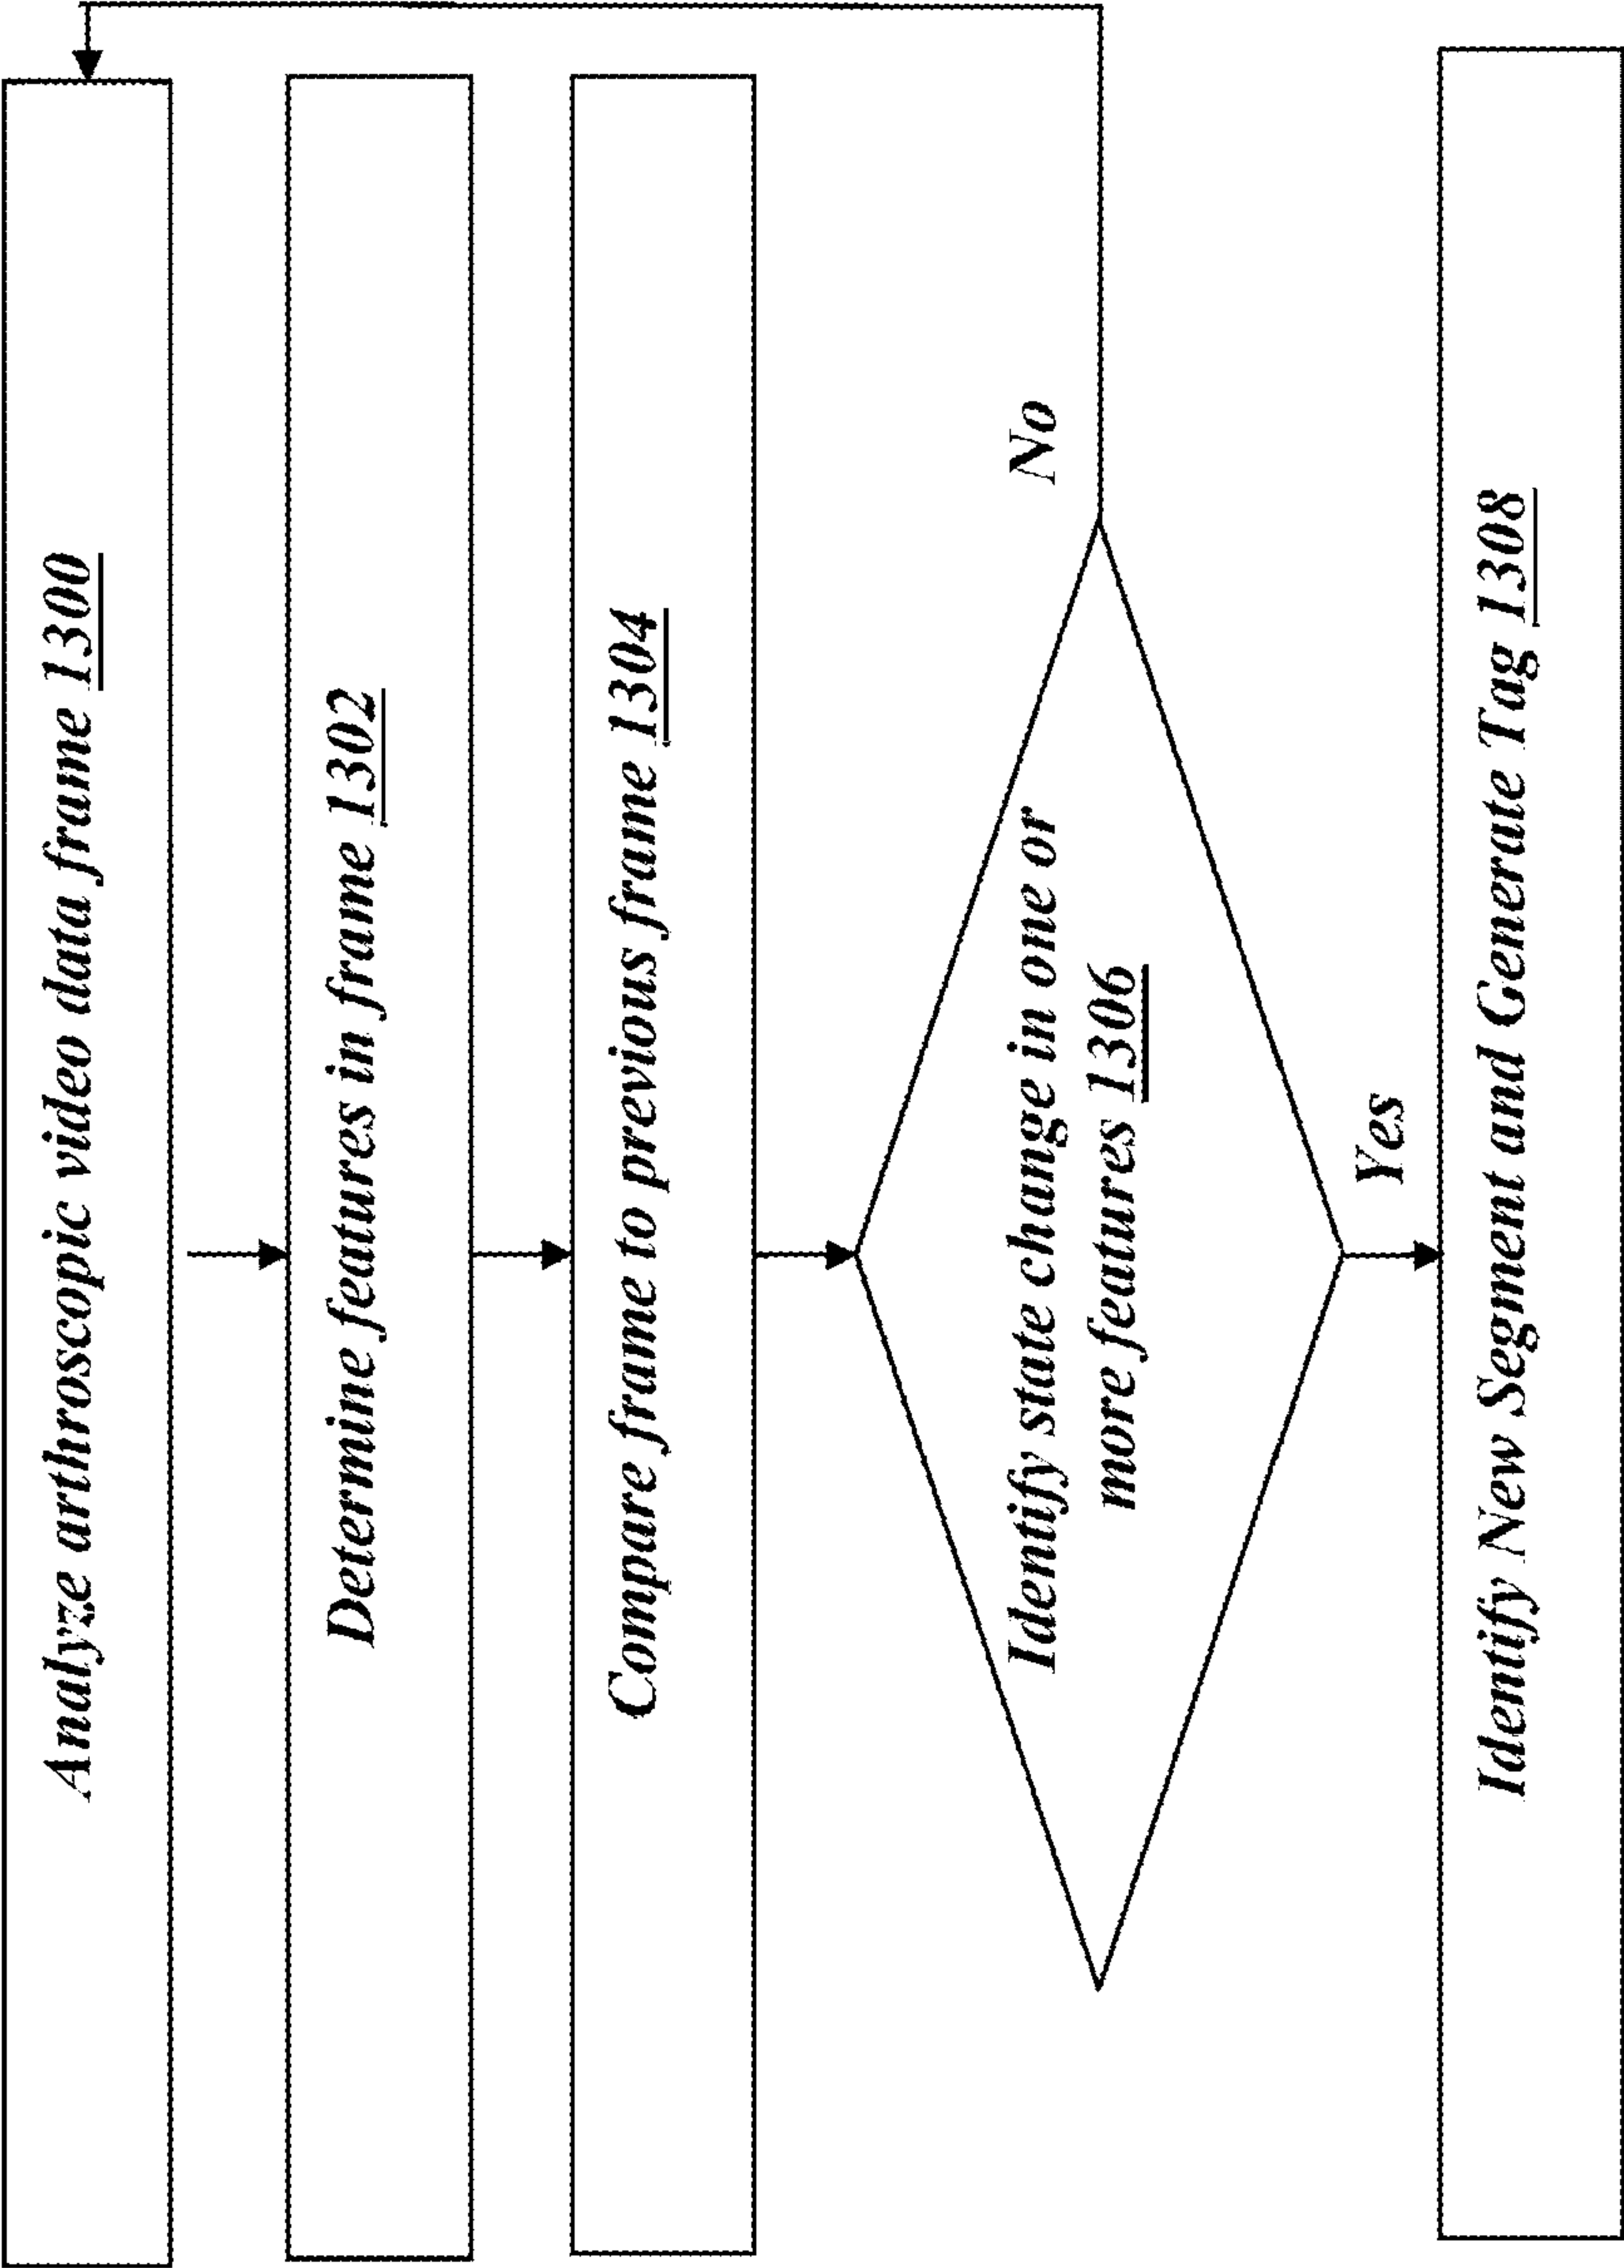 Analyze arthroscopic video data frame 1300
Determine features in frame 1302
Compare frame to previous frame 1304
Identify state change in one or
more features 1306
No
Yes
Identify New Segment and Generate Tag 1308